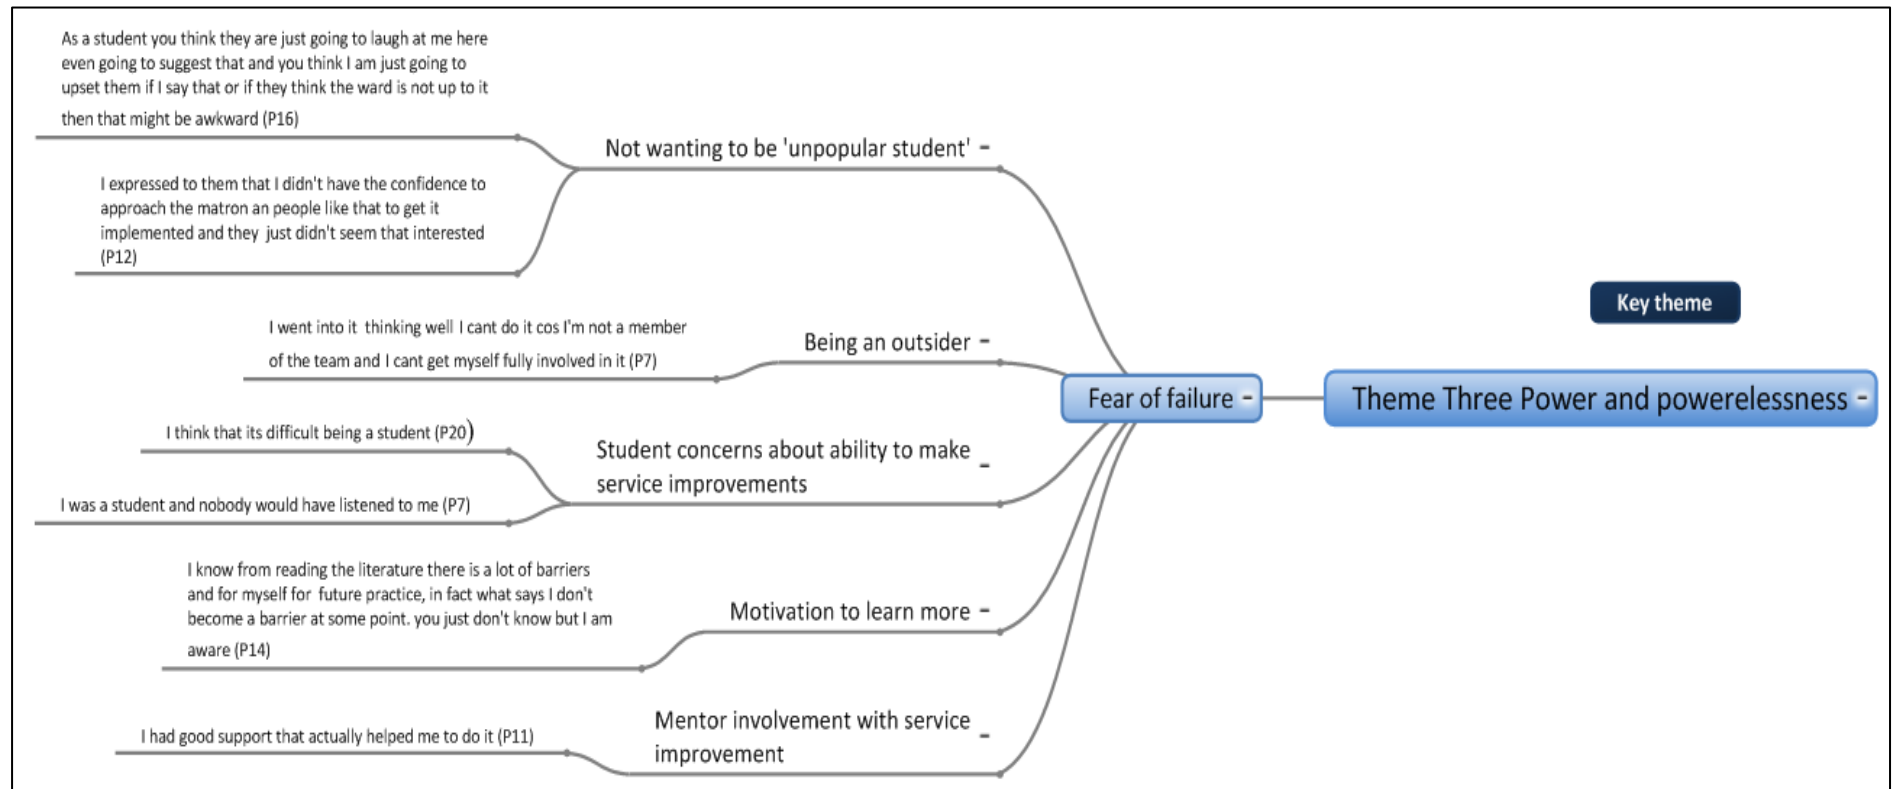 As a student you think they are just going to laugh at me here
even going to suggest that and you think I am just going to
upset them if I say that or if they think the ward is not up to it
then that might be awkward (P16)
Not wanting to be 'unpopular student' -
I expressed to them that I didn't have the confidence to
approach the matron an people like that to get it
implemented and they just didn't seem that interested
(P12)
Key theme
I went into it thinking well I cant do it cos I'm not a member
of the team and I cant get myself fully involved in it (P7)
Being an outsider -
Fear of failure -
Theme Three Power and powerelessness -
I think that its difficult being a student (P20)
Student concerns about ability to make
service improvements -
I was a student and nobody would have listened to me (P7)
I know from reading the literature there is a lot of barriers
and for myself for future practice, in fact what says I don't
become a barrier at some point. you just don't know but I am
aware (P14)
Motivation to learn more -
Mentor involvement with service
improvement -
I had good support that actually helped me to do it (P11)